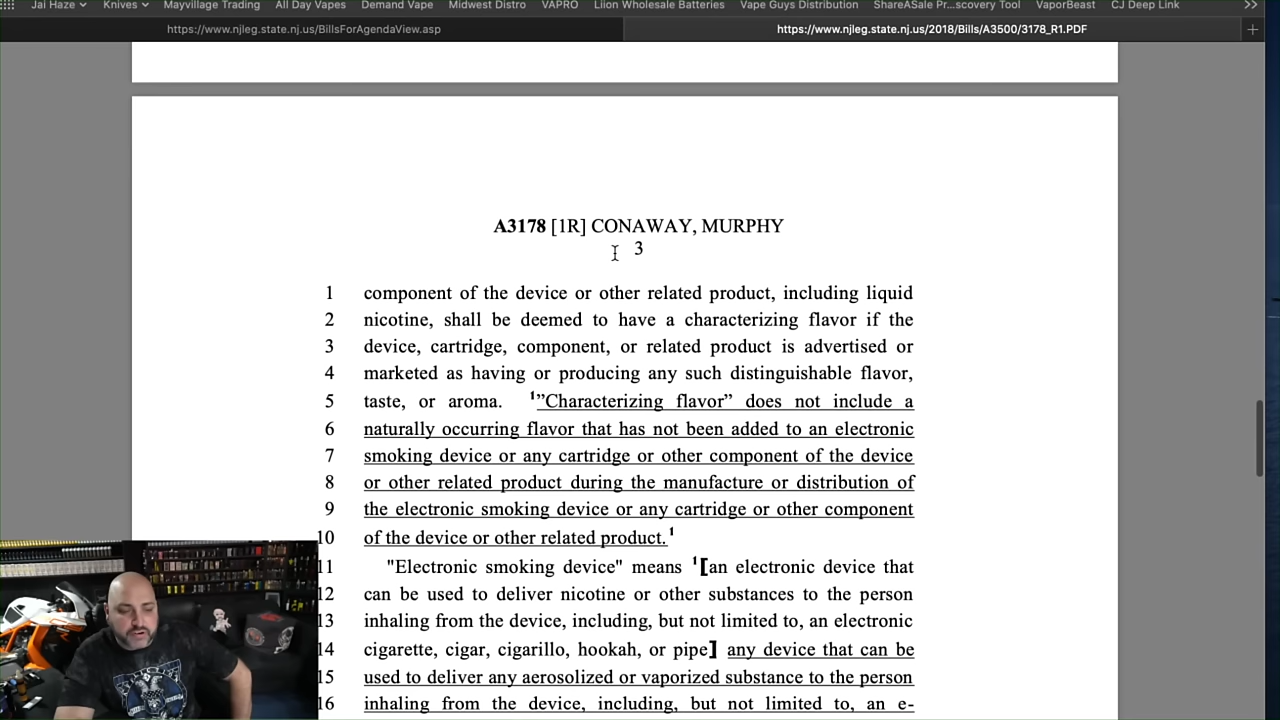 Jai Haze Knives Mayvillage Trading All Day Vapes Demand Vape Midwest Distro VAPRO Liion Wholesale Batteries Vape Guys Distribution ShareASale Pr...scovery Tool VaporBeast CJ Deep Link >>
https://www.njleg.state.nj.us/BillsForAgendaView.asp https://www.njleg.state.nj.us/2018/Bills/A3500/3178_R1.PDF +
A3178 [1R] CONAWAY, MURPHY
3
1 component of the device or other related product, including liquid
2 nicotine, shall be deemed to have a characterizing flavor if the
3 device, cartridge, component, or related product is advertised or
4 marketed as having or producing any such distinguishable flavor,
5 taste, or aroma. ¹”Characterizing flavor” does not include a
6 naturally occurring flavor that has not been added to an electronic
7 smoking device or any cartridge or other component of the device
8 or other related product during the manufacture or distribution of
9 the electronic smoking device or any cartridge or other component
10 of the device or other related product.¹
11 "Electronic smoking device" means ¹[an electronic device that
12 can be used to deliver nicotine or other substances to the person
13 inhaling from the device, including, but not limited to, an electronic
14 cigarette, cigar, cigarillo, hookah, or pipe] any device that can be
15 used to deliver any aerosolized or vaporized substance to the person
16 inhaling from the device, including, but not limited to, an e-